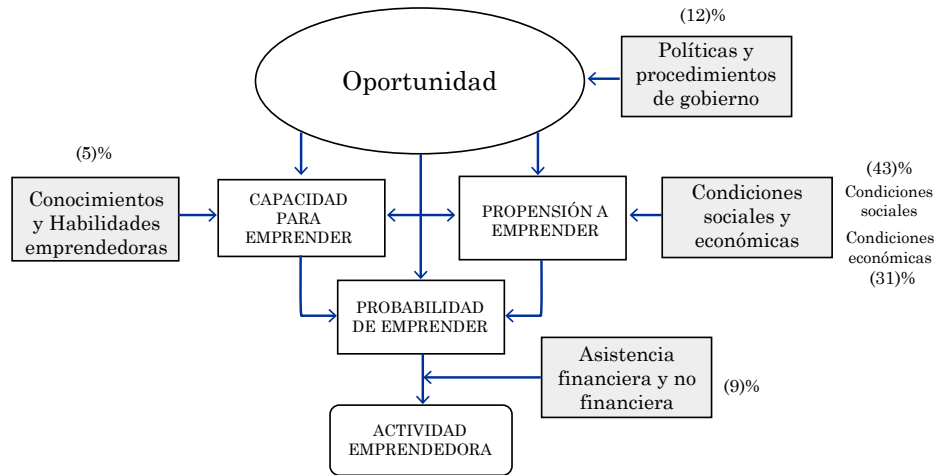 (12)%
Oportunidad
Políticas y
procedimientos
de gobierno
(5)%
Conocimientos
y Habilidades
emprendedoras
CAPACIDAD
PARA
EMPRENDER
PROPENSIÓN A
EMPRENDER
Condiciones
sociales y
económicas
(43)%
Condiciones
sociales
Condiciones
económicas
(31)%
PROBABILIDAD
DE EMPRENDER
Asistencia
financiera y no
financiera
(9)%
ACTIVIDAD
EMPRENDEDORA